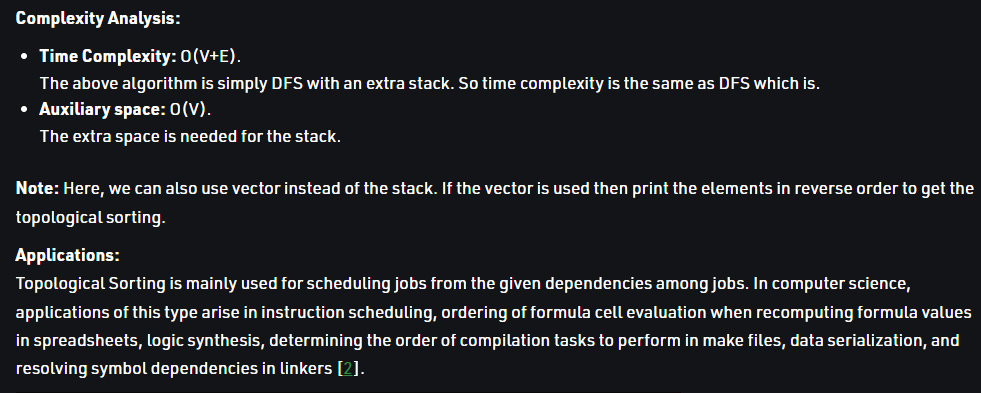 Complexity Analysis:
• Time Complexity: O(V+E).
The above algorithm is simply DFS with an extra stack. So time complexity is the same as DFS which is.
• Auxiliary space: O(V).
The extra space is needed for the stack.
Note: Here, we can also use vector instead of the stack. If the vector is used then print the elements in reverse order to get the
topological sorting.
Applications:
Topological Sorting is mainly used for scheduling jobs from the given dependencies among jobs. In computer science,
applications of this type arise in instruction scheduling, ordering of formula cell evaluation when recomputing formula values
in spreadsheets, logic synthesis, determining the order of compilation tasks to perform in make files, data serialization, and
resolving symbol dependencies in linkers [2].